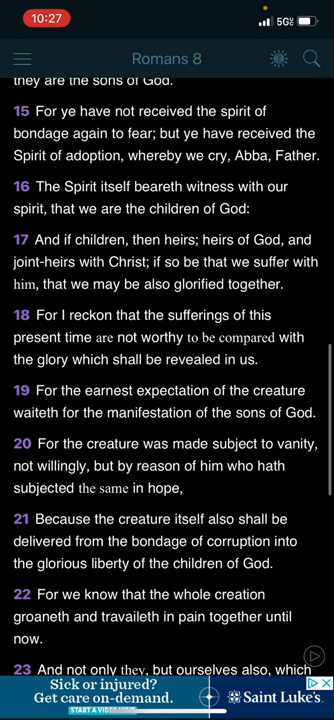 10:27
5G
Romans 8
they are the sons of God.
15 For ye have not received the spirit of
bondage again to fear; but ye have received the
Spirit of adoption, whereby we cry, Abba, Father.
16 The Spirit itself beareth witness with our
spirit, that we are the children of God:
17 And if children, then heirs; heirs of God, and
joint-heirs with Christ; if so be that we suffer with
him, that we may be also glorified together.
18 For I reckon that the sufferings of this
present time are not worthy to be compared with
the glory which shall be revealed in us.
19 For the earnest expectation of the creature
waiteth for the manifestation of the sons of God.
20 For the creature was made subject to vanity,
not willingly, but by reason of him who hath
subjected the same in hope,
21 Because the creature itself also shall be
delivered from the bondage of corruption into
the glorious liberty of the children of God.
22 For we know that the whole creation
groaneth and travaileth in pain together until
now.
23 And not only they, but ourselves also, which
Sick or injured?
Get care on-demand.
Saint Luke's